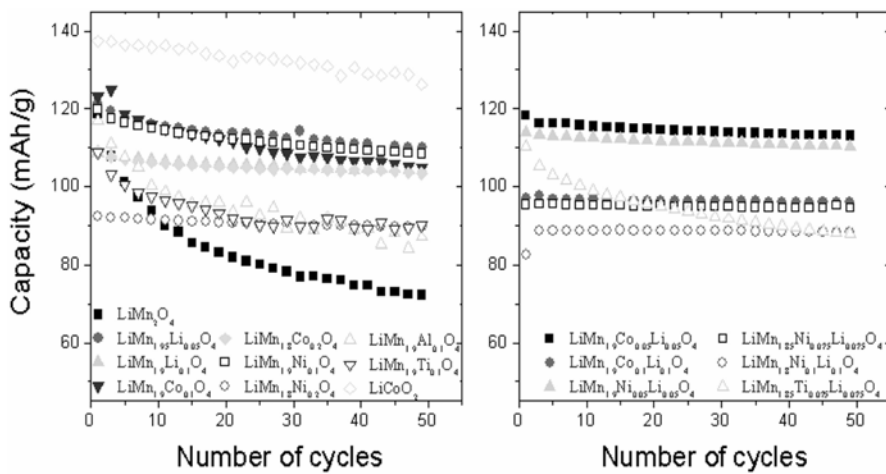 Capacity (mAh/g)
140
120
100
80
60
LiMn₂O₄
LiMn₁.₉₅Li₀.₀₅O₄ LiMn₁.₈Co₀.₂O₄ LiMn₁.₉Al₀.₁O₄
LiMn₁.₉Li₀.₁O₄ LiMn₁.₉Ni₀.₁O₄ LiMn₁.₉Ti₀.₁O₄
LiMn₁.₉Co₀.₁O₄ LiMn₁.₈Ni₀.₂O₄ LiCoO₂
0 10 20 30 40 50
Number of cycles
140
120
100
80
60
LiMn₁.₉Co₀.₀₅Li₀.₀₅O₄ LiMn₁.₈₅Ni₀.₀₇₅Li₀.₀₇₅O₄
LiMn₁.₉Co₀.₁Li₀.₁O₄ LiMn₁.₈Ni₀.₁Li₀.₁O₄
LiMn₁.₉Ni₀.₀₅Li₀.₀₅O₄ LiMn₁.₈₅Ti₀.₀₇₅Li₀.₀₇₅O₄
0 10 20 30 40 50
Number of cycles